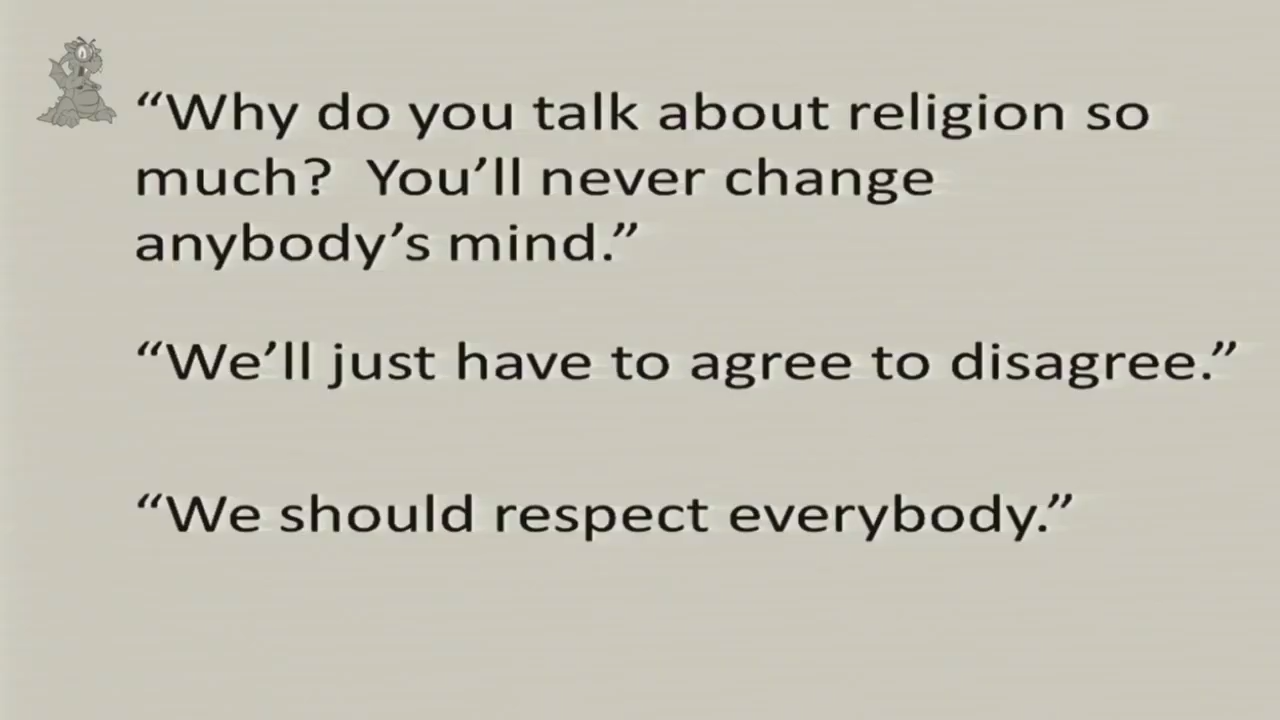 “Why do you talk about religion so
much?  You’ll never change
anybody’s mind.”
“We’ll just have to agree to disagree.”
“We should respect everybody.”